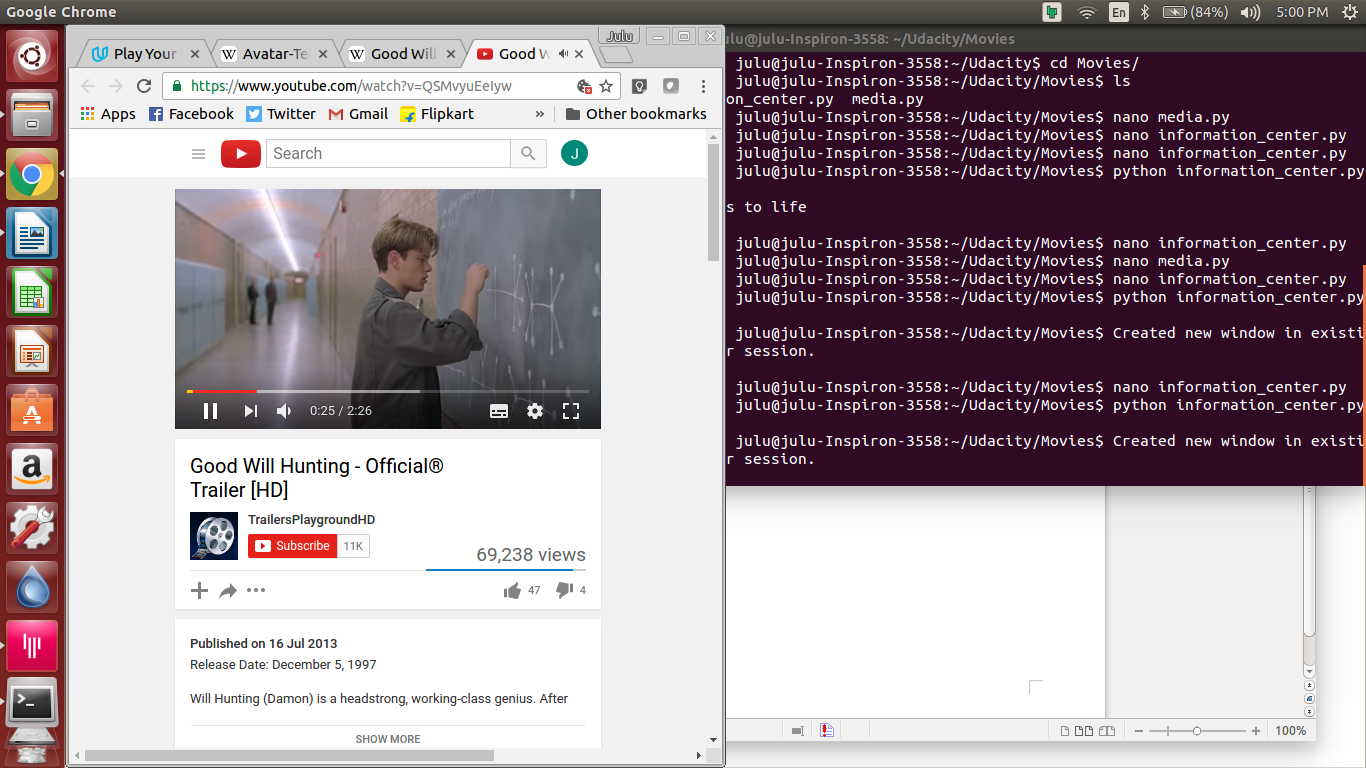 Google Chrome
En
(84%)
5:00 PM
Julu
Play Your
Avatar-Te
Good Will
Good W
https://www.youtube.com/watch?v=QSMvyuEeIyw
Apps
Facebook
Twitter
Gmail
Flipkart
»
Other bookmarks
Search
J
0:25 / 2:26
Good Will Hunting - Official®
Trailer [HD]
TrailersPlaygroundHD
Subscribe
11K
69,238 views
47
4
Published on 16 Jul 2013
Release Date: December 5, 1997
Will Hunting (Damon) is a headstrong, working-class genius. After
SHOW MORE
ulu@julu-Inspiron-3558: ~/Udacity/Movies
julu@julu-Inspiron-3558:~/Udacity$ cd Movies/
julu@julu-Inspiron-3558:~/Udacity/Movies$ ls
on_center.py media.py
julu@julu-Inspiron-3558:~/Udacity/Movies$ nano media.py
julu@julu-Inspiron-3558:~/Udacity/Movies$ nano information_center.py
julu@julu-Inspiron-3558:~/Udacity/Movies$ nano information_center.py
julu@julu-Inspiron-3558:~/Udacity/Movies$ python information_center.py
s to life
julu@julu-Inspiron-3558:~/Udacity/Movies$ nano information_center.py
julu@julu-Inspiron-3558:~/Udacity/Movies$ nano media.py
julu@julu-Inspiron-3558:~/Udacity/Movies$ nano information_center.py
julu@julu-Inspiron-3558:~/Udacity/Movies$ python information_center.py
julu@julu-Inspiron-3558:~/Udacity/Movies$ Created new window in existi
r session.
julu@julu-Inspiron-3558:~/Udacity/Movies$ nano information_center.py
julu@julu-Inspiron-3558:~/Udacity/Movies$ python information_center.py
julu@julu-Inspiron-3558:~/Udacity/Movies$ Created new window in existi
r session.
100%